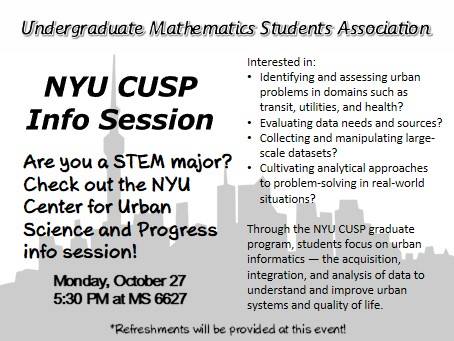 Undergraduate Mathematics Students Association
NYU CUSP
Info Session
Are you a STEM major?
Check out the NYU
Center for Urban
Science and Progress
info session!
Monday, October 27
5:30 PM at MS 6627
Interested in:
• Identifying and assessing urban
problems in domains such as
transit, utilities, and health?
• Evaluating data needs and sources?
• Collecting and manipulating large-
scale datasets?
• Cultivating analytical approaches
to problem-solving in real-world
situations?
Through the NYU CUSP graduate
program, students focus on urban
informatics — the acquisition,
integration, and analysis of data to
understand and improve urban
systems and quality of life.
*Refreshments will be provided at this event!